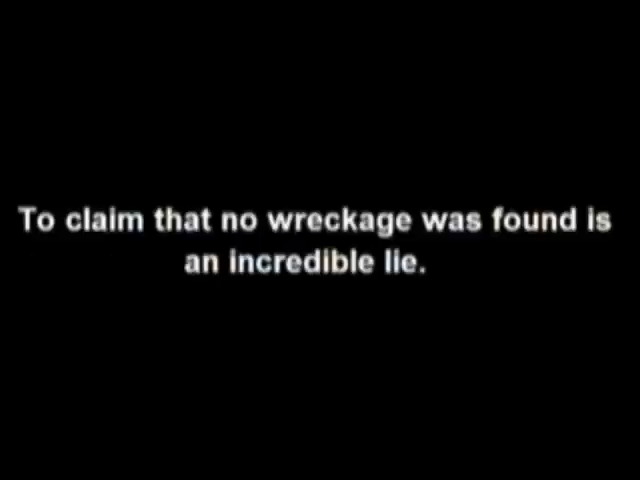 To claim that no wreckage was found is
an incredible lie.